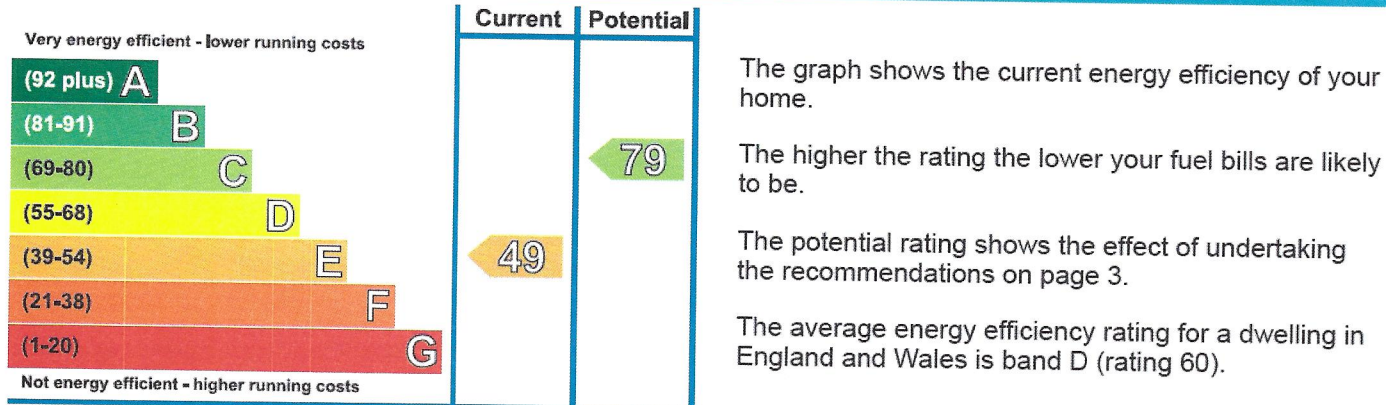 Current Potential
Very energy efficient - lower running costs
(92 plus) A
(81-91) B
(69-80) C
(55-68) D
(39-54) E
(21-38) F
(1-20) G
Not energy efficient - higher running costs
79
49
The graph shows the current energy efficiency of your
home.
The higher the rating the lower your fuel bills are likely
to be.
The potential rating shows the effect of undertaking
the recommendations on page 3.
The average energy efficiency rating for a dwelling in
England and Wales is band D (rating 60).